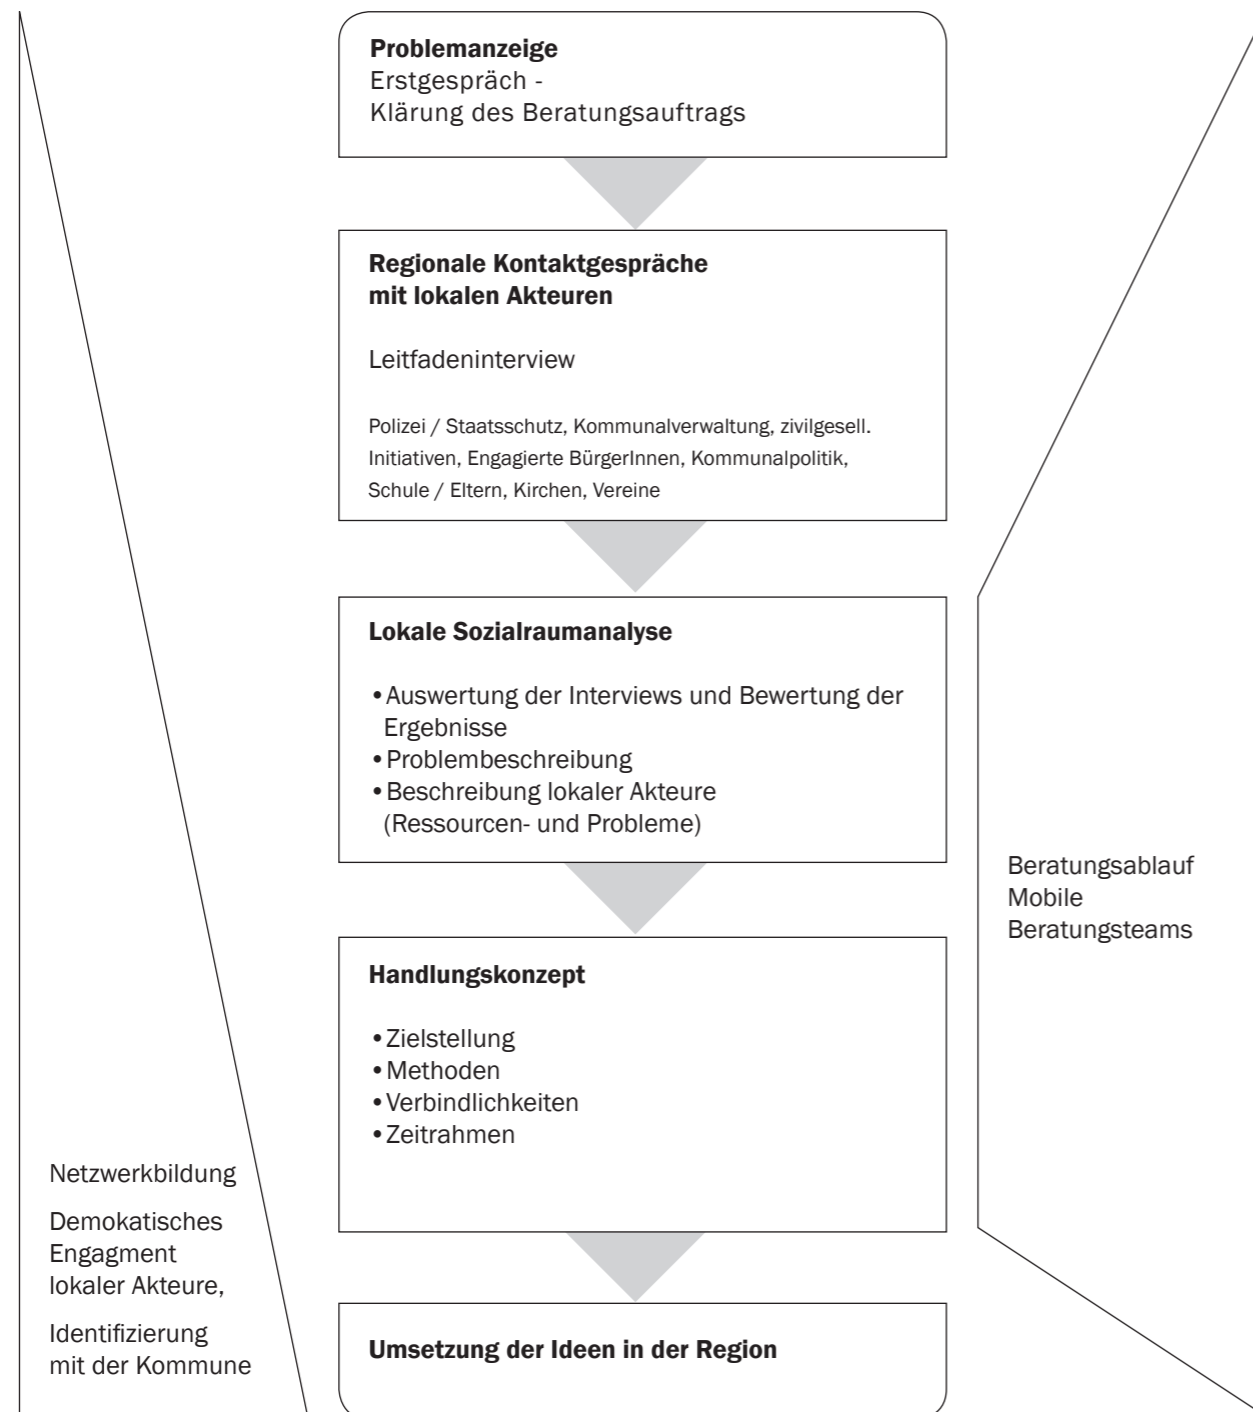 Problemanzeige
Erstgespräch -
Klärung des Beratungsauftrags
Regionale Kontaktgespräche
mit lokalen Akteuren
Leitfadeninterview
Polizei / Staatsschutz, Kommunalverwaltung, zivilgesell.
Initiativen, Engagierte BürgerInnen, Kommunalpolitik,
Schule / Eltern, Kirchen, Vereine
Lokale Sozialraumanalyse
•Auswertung der Interviews und Bewertung der
Ergebnisse
•Problembeschreibung
•Beschreibung lokaler Akteure
(Ressourcen- und Probleme)
Handlungskonzept
•Zielstellung
•Methoden
•Verbindlichkeiten
•Zeitrahmen
Umsetzung der Ideen in der Region
Netzwerkbildung
Demokatisches
Engagment
lokaler Akteure,
Identifizierung
mit der Kommune
Beratungsablauf
Mobile
Beratungsteams